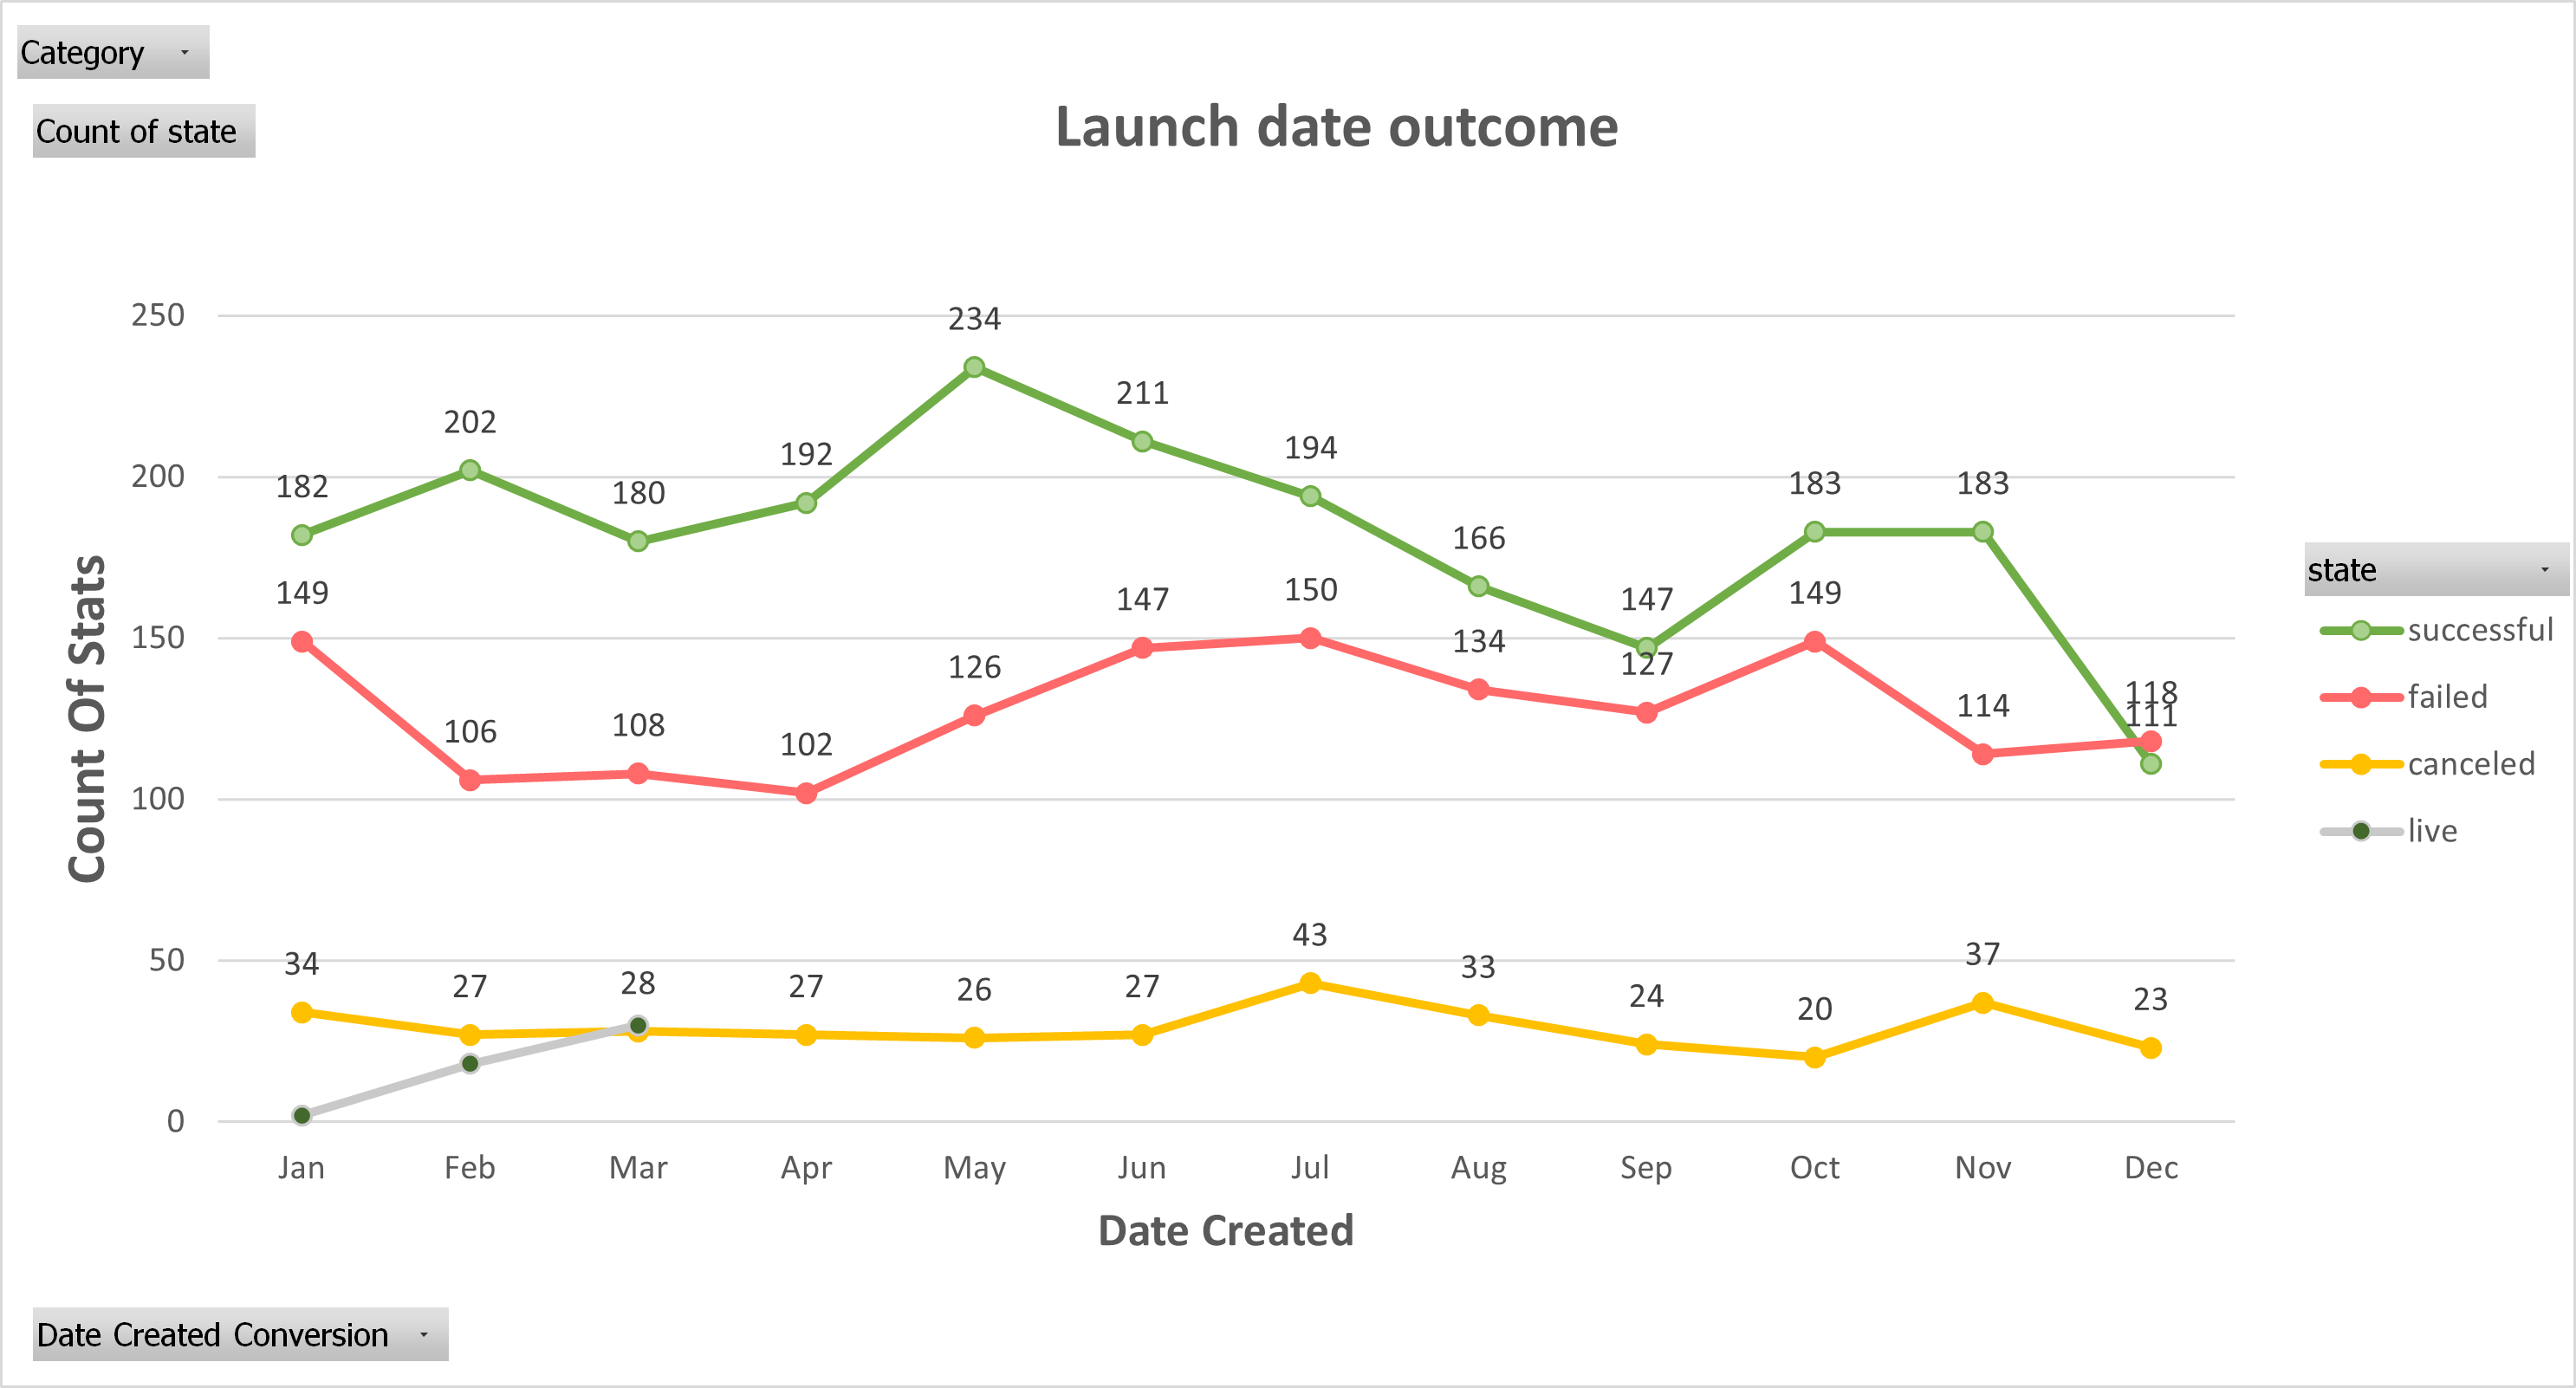 Category
Count of state
Launch date outcome
Count Of Stats
250
200
150
100
50
0
182 202 180 192 234 211 194 166 147 183 183 111
149 106 108 102 126 147 150 134 127 149 114 118
34 27 28 27 26 27 43 33 24 20 37 23
Jan Feb Mar Apr May Jun Jul Aug Sep Oct Nov Dec
Date Created
state
successful
failed
canceled
live
Date Created Conversion